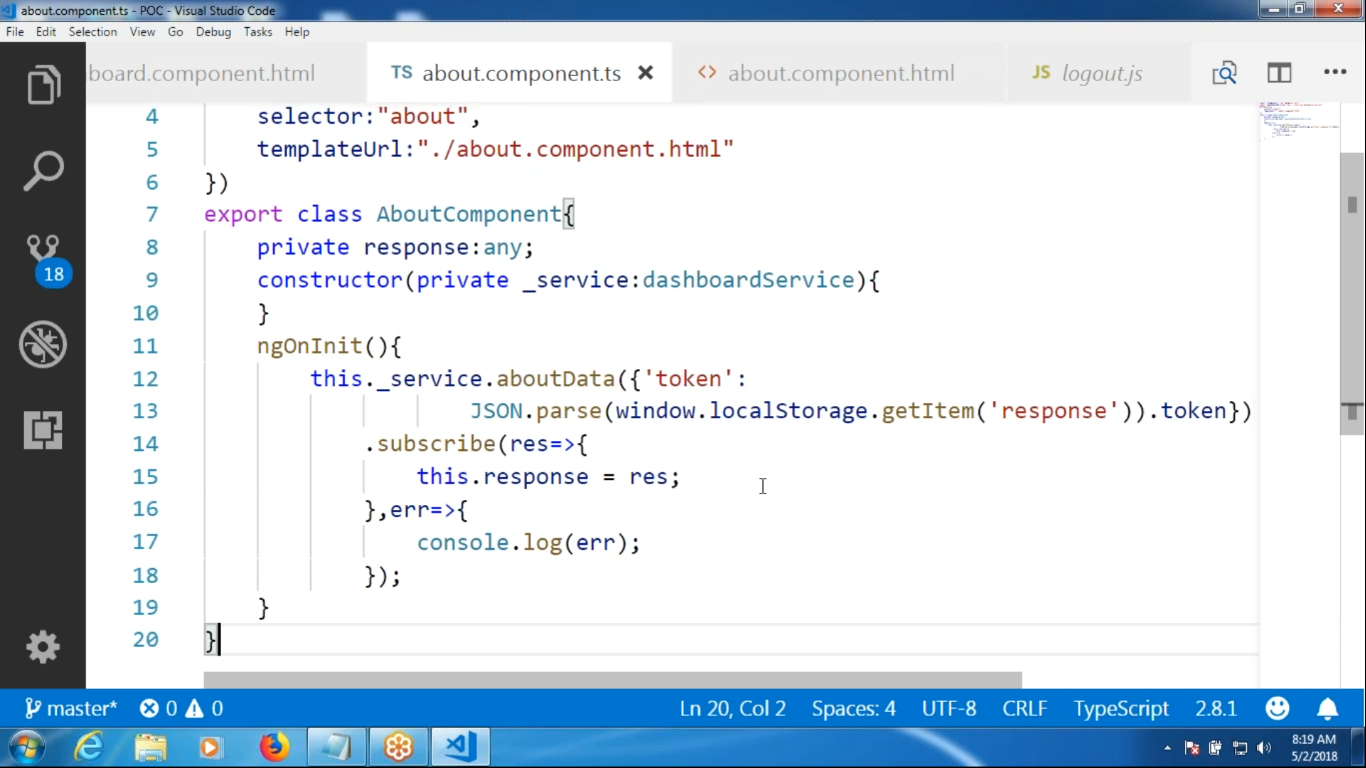 about.component.ts - POC - Visual Studio Code
File Edit Selection View Go Debug Tasks Help
board.component.html TS about.component.ts about.component.html JS logout.js
4 selector:"about",
5 templateUrl:"./about.component.html"
6 })
7 export class AboutComponent{
8 private response:any;
9 constructor(private _service:dashboardService){
10 }
11 ngOnInit(){
12 this._service.aboutData({'token':
13 JSON.parse(window.localStorage.getItem('response')).token})
14 .subscribe(res=>{
15 this.response = res;
16 },err=>{
17 console.log(err);
18 });
19 }
20 }
18
master* 0 0 Ln 20, Col 2 Spaces: 4 UTF-8 CRLF TypeScript 2.8.1
8:19 AM
5/2/2018